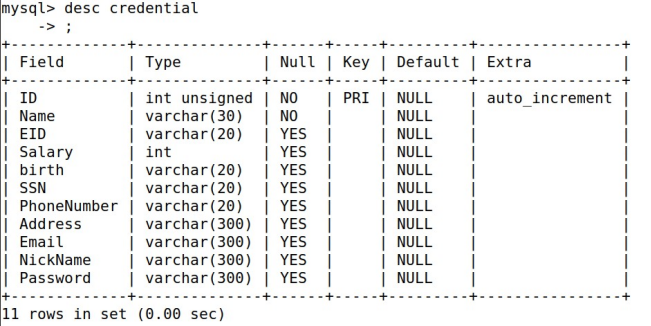 mysql> desc credential
    -> ;
+-------------+--------------+------+-----+---------+----------------+
| Field       | Type         | Null | Key | Default | Extra          |
+-------------+--------------+------+-----+---------+----------------+
| ID          | int unsigned | NO   | PRI | NULL    | auto_increment |
| Name        | varchar(30)  | NO   |     | NULL    |                |
| EID         | varchar(20)  | YES  |     | NULL    |                |
| Salary      | int          | YES  |     | NULL    |                |
| birth       | varchar(20)  | YES  |     | NULL    |                |
| SSN         | varchar(20)  | YES  |     | NULL    |                |
| PhoneNumber | varchar(20)  | YES  |     | NULL    |                |
| Address     | varchar(300) | YES  |     | NULL    |                |
| Email       | varchar(300) | YES  |     | NULL    |                |
| NickName    | varchar(300) | YES  |     | NULL    |                |
| Password    | varchar(300) | YES  |     | NULL    |                |
+-------------+--------------+------+-----+---------+----------------+
11 rows in set (0.00 sec)